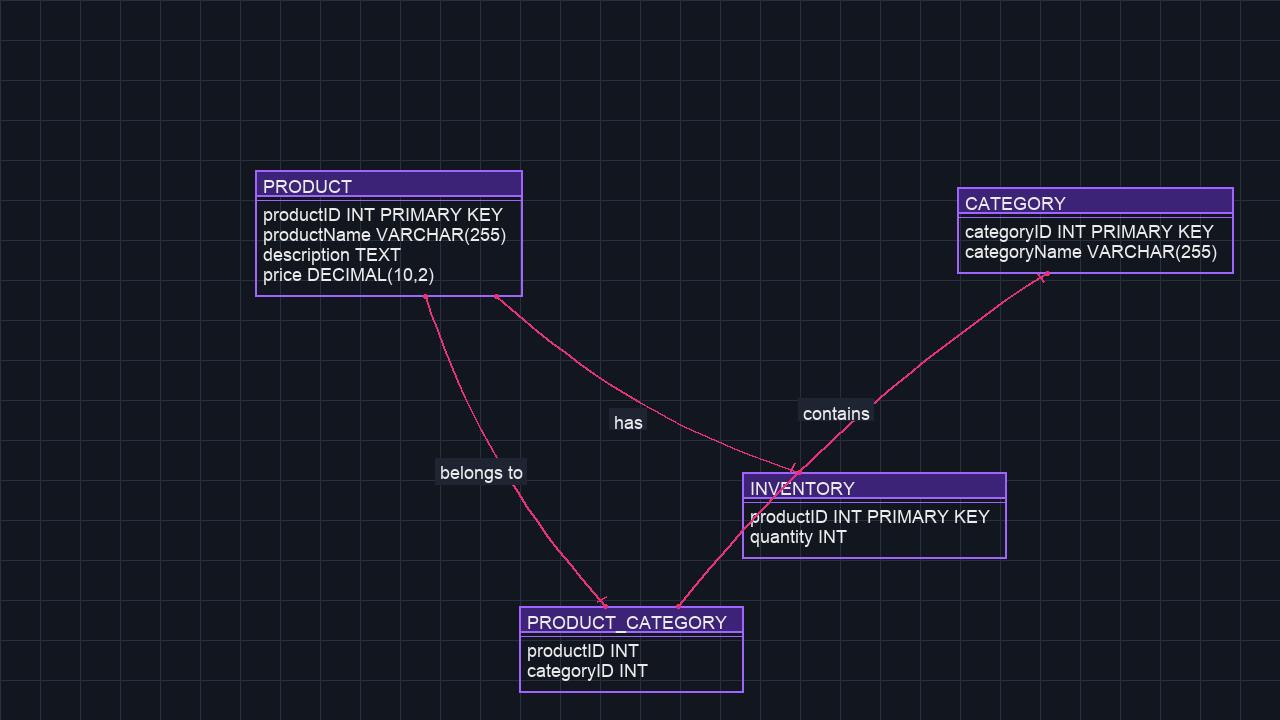 PRODUCT
productID INT PRIMARY KEY
productName VARCHAR(255)
description TEXT
price DECIMAL(10,2)
CATEGORY
categoryID INT PRIMARY KEY
categoryName VARCHAR(255)
contains
has
belongs to
INVENTORY
productID INT PRIMARY KEY
quantity INT
PRODUCT_CATEGORY
productID INT
categoryID INT